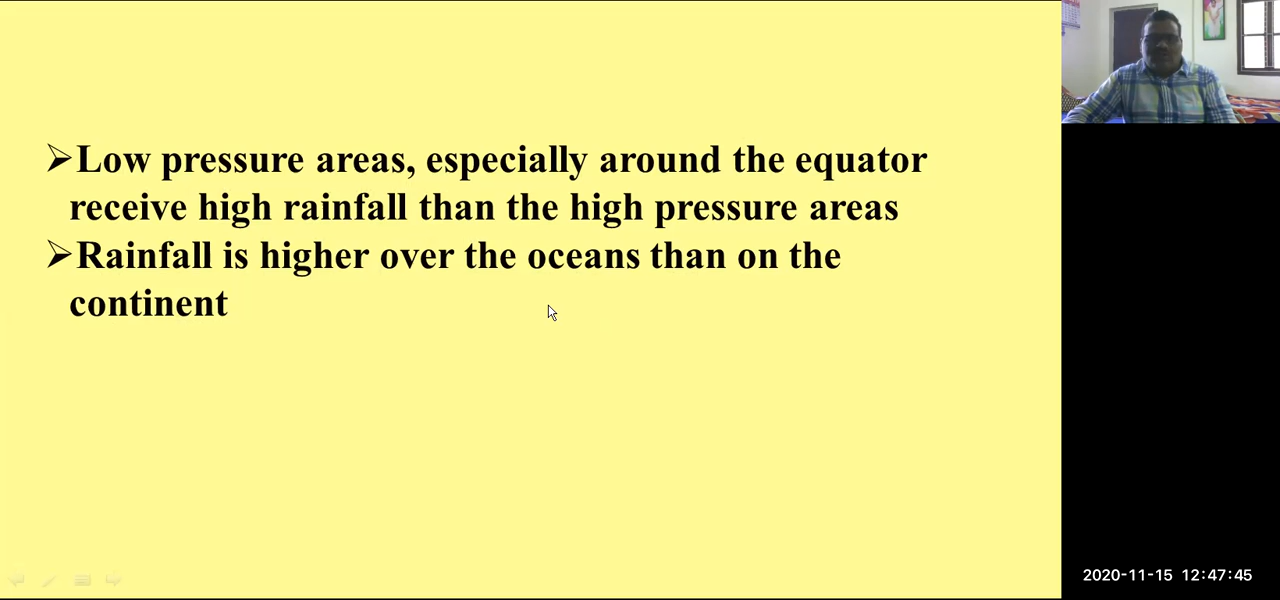 ➢Low pressure areas, especially around the equator
receive high rainfall than the high pressure areas
➢Rainfall is higher over the oceans than on the
continent
2020-11-15 12:47:45